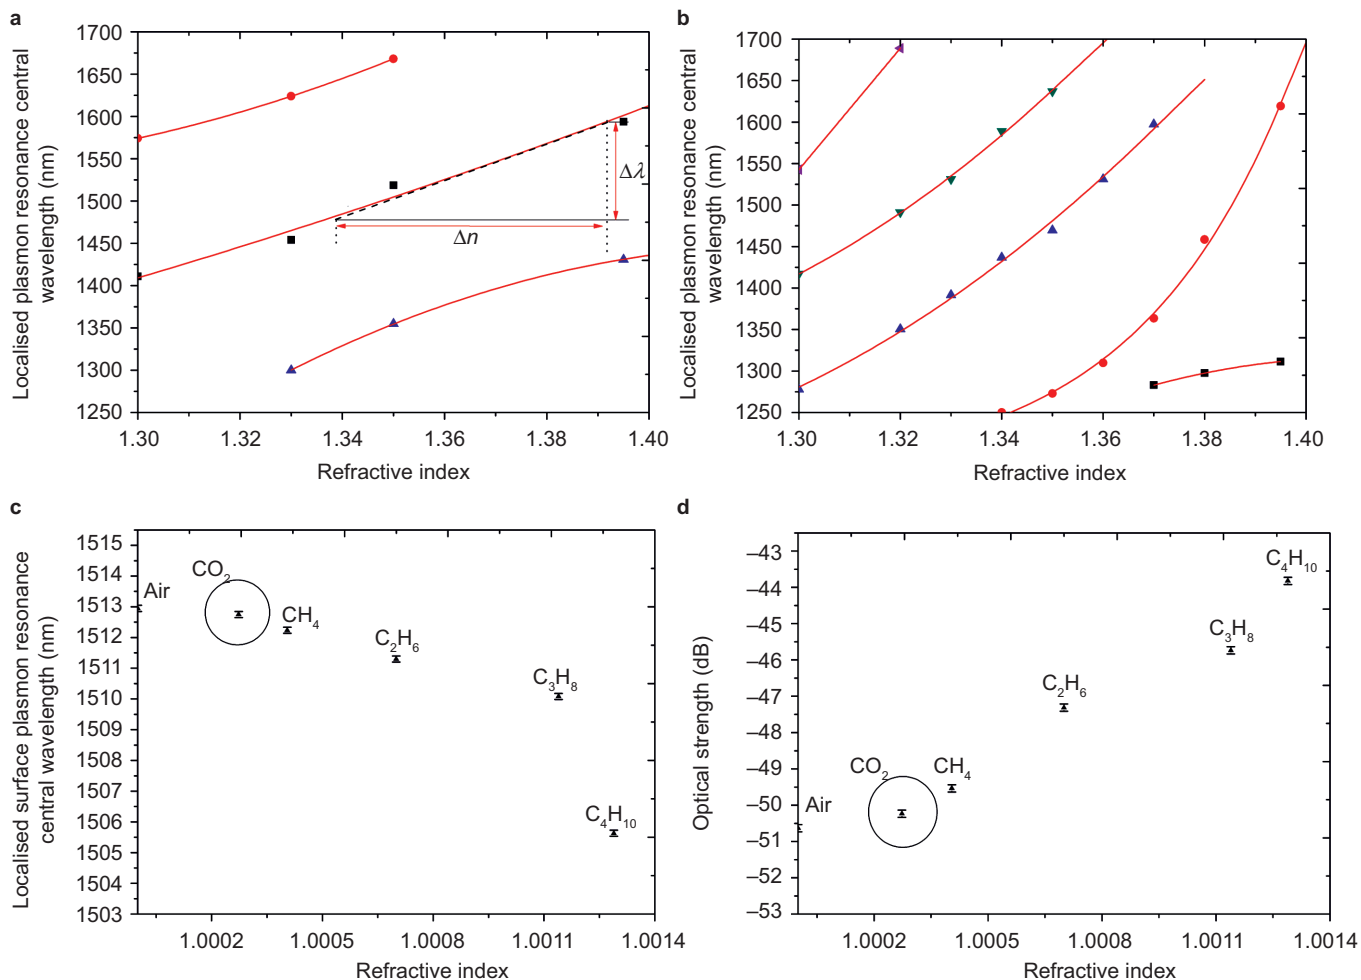 a
Localised plasmon resonance central
wavelength (nm)
1700
1650
1600
1550
1500
1450
1400
1350
1300
1250
Δλ
Δn
1.30 1.32 1.34 1.36 1.38 1.40
Refractive index
b
Localised plasmon resonance central
wavelength (nm)
1700
1650
1600
1550
1500
1450
1400
1350
1300
1250
1.30 1.32 1.34 1.36 1.38 1.40
Refractive index
c
Localised surface plasmon resonance
central wavelength (nm)
1515
1514
1513
1512
1511
1510
1509
1508
1507
1506
1505
1504
1503
Air
CO2
CH4
C2H6
C3H8
C4H10
1.0002 1.0005 1.0008 1.0011 1.0014
Refractive index
d
Optical strength (dB)
–43
–44
–45
–46
–47
–48
–49
–50
–51
–52
–53
Air
CO2
CH4
C2H6
C3H8
C4H10
1.0002 1.0005 1.0008 1.0011 1.0014
Refractive index